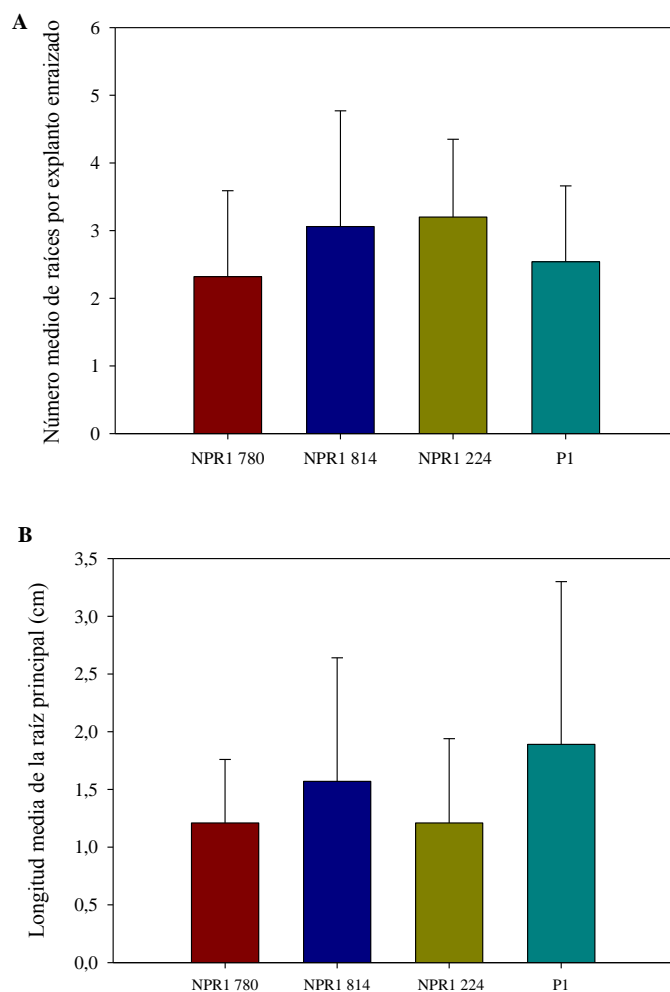 A
Número medio de raíces por explanto enraizado
6
5
4
3
2
1
0
NPR1 780 NPR1 814 NPR1 224 P1
B
Longitud media de la raíz principal (cm)
3,5
3,0
2,5
2,0
1,5
1,0
0,5
0,0
NPR1 780 NPR1 814 NPR1 224 P1